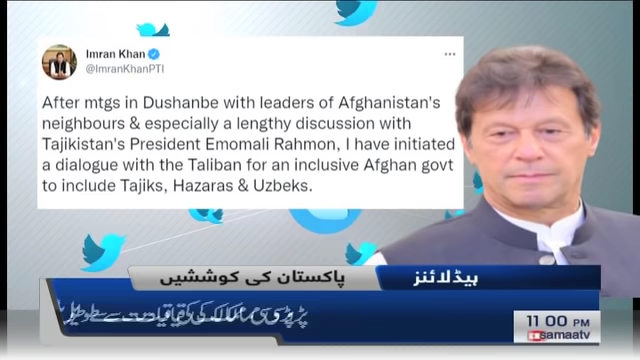 Imran Khan
@ImranKhanPTI
After mtgs in Dushanbe with leaders of Afghanistan's
neighbours & especially a lengthy discussion with
Tajikistan's President Emomali Rahmon, I have initiated
a dialogue with the Taliban for an inclusive Afghan govt
to include Tajiks, Hazaras & Uzbeks.
ہیڈلائنز
پاکستان کی کوششیں
11:00 PM
samaatv